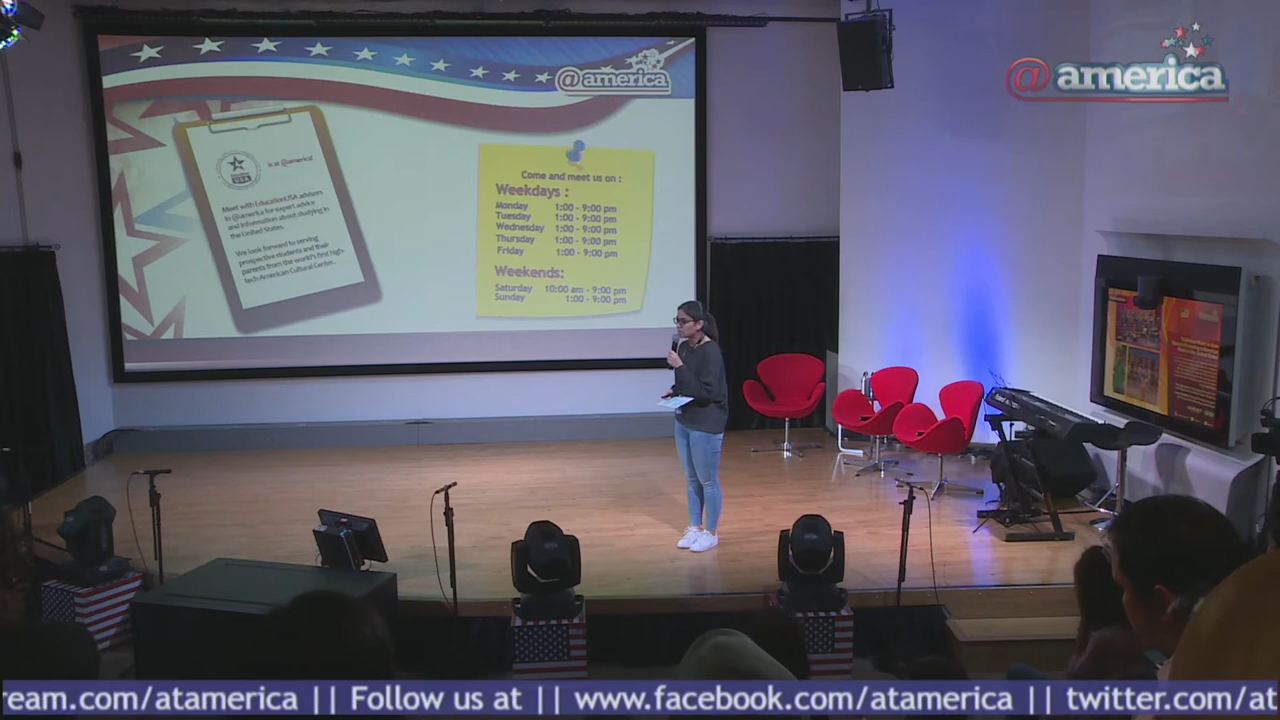 @america
@america
USA
is at @america!
Meet with EducationUSA advisers
in @america for expert advice
and information about studying in
the United States.
We look forward to serving
prospective students and their
parents from the world's first high-
tech American Cultural Center.
Come and meet us on :
Weekdays :
Monday 1:00 - 9:00 pm
Tuesday 1:00 - 9:00 pm
Wednesday 1:00 - 9:00 pm
Thursday 1:00 - 9:00 pm
Friday 1:00 - 9:00 pm
Weekends:
Saturday 10:00 am - 9:00 pm
Sunday 1:00 - 9:00 pm
ream.com/atamerica || Follow us at || www.facebook.com/atamerica || twitter.com/at